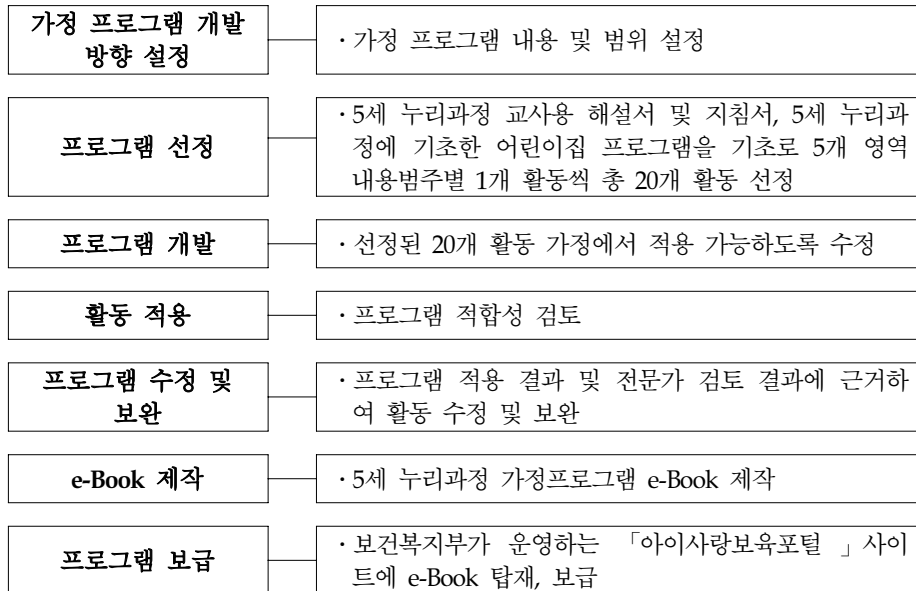 가정 프로그램 개발
방향 설정
· 가정 프로그램 내용 및 범위 설정
프로그램 선정
· 5세 누리과정 교사용 해설서 및 지침서, 5세 누리과
정에 기초한 어린이집 프로그램을 기초로 5개 영역
내용범주별 1개 활동씩 총 20개 활동 선정
프로그램 개발
· 선정된 20개 활동 가정에서 적용 가능하도록 수정
활동 적용
· 프로그램 적합성 검토
프로그램 수정 및
보완
· 프로그램 적용 결과 및 전문가 검토 결과에 근거하
여 활동 수정 및 보완
e-Book 제작
· 5세 누리과정 가정프로그램 e-Book 제작
프로그램 보급
· 보건복지부가 운영하는 「아이사랑보육포털 」사이
트에 e-Book 탑재, 보급